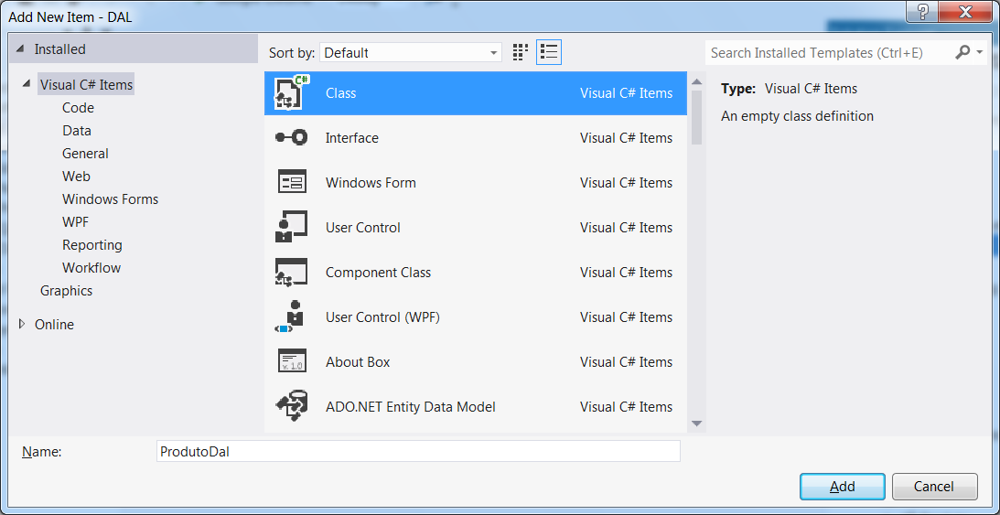 Add New Item - DAL
Installed
Visual C# Items
Code
Data
General
Web
Windows Forms
WPF
Reporting
Workflow
Graphics
Online
Sort by: Default
Class Visual C# Items
Interface Visual C# Items
Windows Form Visual C# Items
User Control Visual C# Items
Component Class Visual C# Items
User Control (WPF) Visual C# Items
About Box Visual C# Items
ADO.NET Entity Data Model Visual C# Items
Search Installed Templates (Ctrl+E)
Type: Visual C# Items
An empty class definition
Name: ProdutoDal
Add Cancel